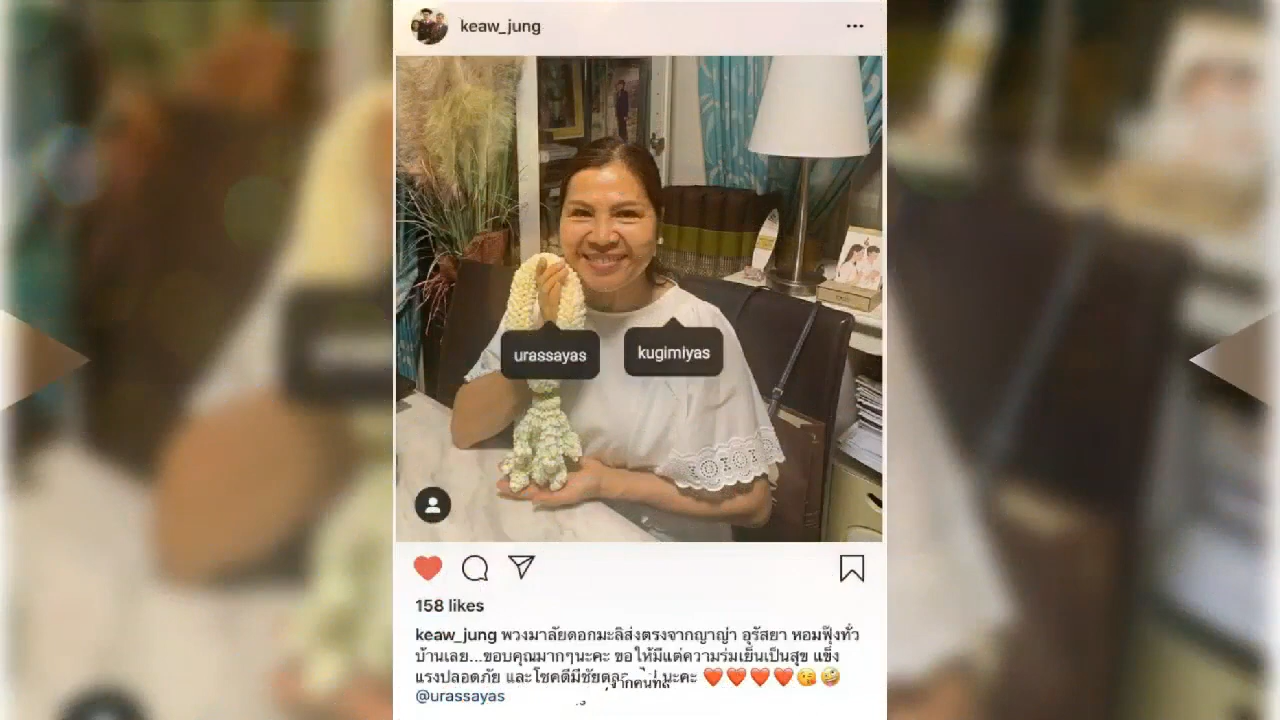 keaw_jung
urassayas
kugimiyas
158 likes
keaw_jung พวงมาลัยดอกมะลิส่งตรงจากญาญ่า อุรัสยา หอมฟุ้งทั่ว
บ้านเลย...ขอบคุณมากๆนะคะ ขอให้มีแต่ความร่มเย็นเป็นสุข แข็ง
แรงปลอดภัย และโชคดีมีชัยตล นะคะ ❤️❤️❤️❤️😘🤪
@urassayas